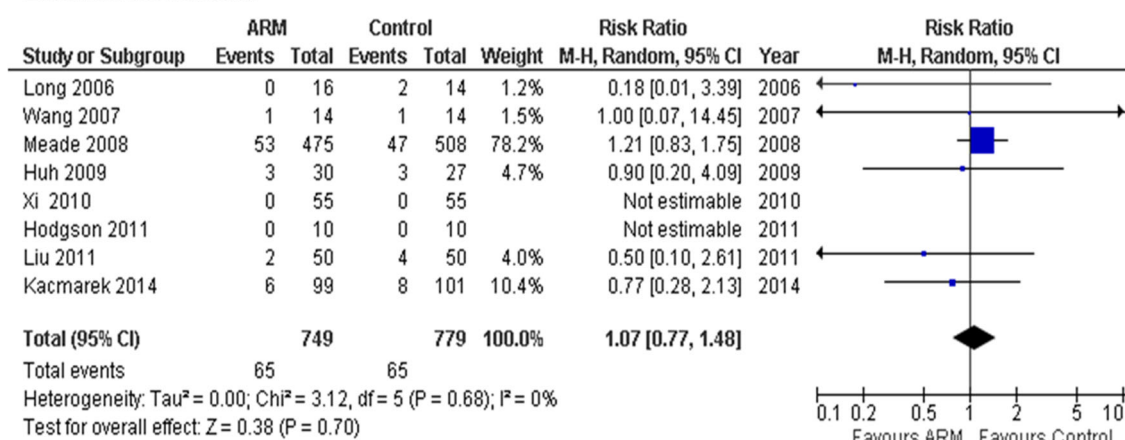 ARM Control Risk Ratio Risk Ratio
Study or Subgroup Events Total Events Total Weight M-H, Random, 95% CI Year M-H, Random, 95% CI
Long 2006 0 16 2 14 1.2% 0.18 [0.01, 3.39] 2006
Wang 2007 1 14 1 14 1.5% 1.00 [0.07, 14.45] 2007
Meade 2008 53 475 47 508 78.2% 1.21 [0.83, 1.75] 2008
Huh 2009 3 30 3 27 4.7% 0.90 [0.20, 4.09] 2009
Xi 2010 0 55 0 55 Not estimable 2010
Hodgson 2011 0 10 0 10 Not estimable 2011
Liu 2011 2 50 4 50 4.0% 0.50 [0.10, 2.61] 2011
Kacmarek 2014 6 99 8 101 10.4% 0.77 [0.28, 2.13] 2014
Total (95% CI) 749 779 100.0% 1.07 [0.77, 1.48]
Total events 65 65
Heterogeneity: Tau² = 0.00; Chi² = 3.12, df = 5 (P = 0.68); I² = 0%
Test for overall effect: Z = 0.38 (P = 0.70)
0.1 0.2 0.5 1 2 5 10
Favours ARM Favours Control